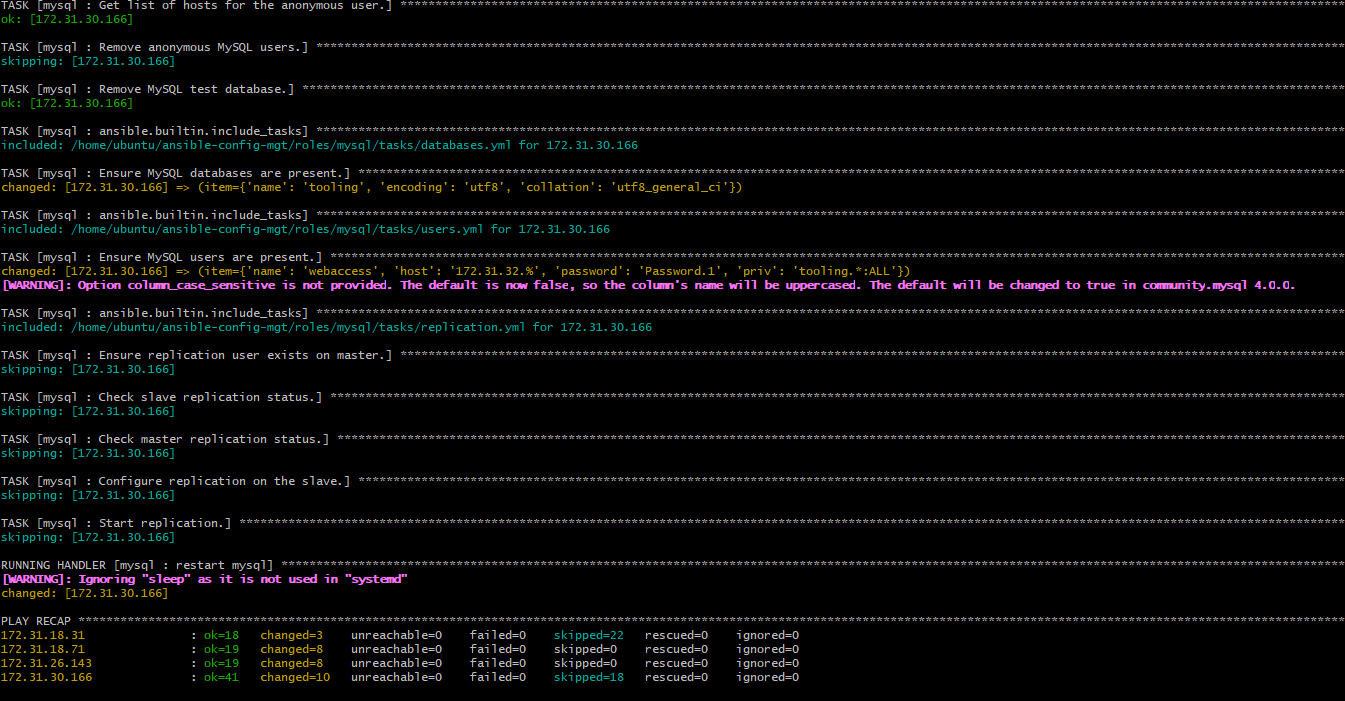 TASK [mysql : Get list of hosts for the anonymous user.] ****************************************************************************************************************************************
ok: [172.31.30.166]
TASK [mysql : Remove anonymous MySQL users.] ****************************************************************************************************************************************************
skipping: [172.31.30.166]
TASK [mysql : Remove MySQL test database.] ******************************************************************************************************************************************************
ok: [172.31.30.166]
TASK [mysql : ansible.builtin.include_tasks] ****************************************************************************************************************************************************
included: /home/ubuntu/ansible-config-mgt/roles/mysql/tasks/databases.yml for 172.31.30.166
TASK [mysql : Ensure MySQL databases are present.] **********************************************************************************************************************************************
changed: [172.31.30.166] => (item={'name': 'tooling', 'encoding': 'utf8', 'collation': 'utf8_general_ci'})
TASK [mysql : ansible.builtin.include_tasks] ****************************************************************************************************************************************************
included: /home/ubuntu/ansible-config-mgt/roles/mysql/tasks/users.yml for 172.31.30.166
TASK [mysql : Ensure MySQL users are present.] **************************************************************************************************************************************************
changed: [172.31.30.166] => (item={'name': 'webaccess', 'host': '172.31.32.%', 'password': 'Password.1', 'priv': 'tooling.*:ALL'})
[WARNING]: Option column_case_sensitive is not provided. The default is now false, so the column's name will be uppercased. The default will be changed to true in community.mysql 4.0.0.
TASK [mysql : ansible.builtin.include_tasks] ****************************************************************************************************************************************************
included: /home/ubuntu/ansible-config-mgt/roles/mysql/tasks/replication.yml for 172.31.30.166
TASK [mysql : Ensure replication user exists on master.] ****************************************************************************************************************************************
skipping: [172.31.30.166]
TASK [mysql : Check slave replication status.] **************************************************************************************************************************************************
skipping: [172.31.30.166]
TASK [mysql : Check master replication status.] *************************************************************************************************************************************************
skipping: [172.31.30.166]
TASK [mysql : Configure replication on the slave.] **********************************************************************************************************************************************
skipping: [172.31.30.166]
TASK [mysql : Start replication.] ***************************************************************************************************************************************************************
skipping: [172.31.30.166]
RUNNING HANDLER [mysql : restart mysql] *********************************************************************************************************************************************************
[WARNING]: Ignoring "sleep" as it is not used in "systemd"
changed: [172.31.30.166]
PLAY RECAP **************************************************************************************************************************************************************************************
172.31.18.31 : ok=18 changed=3 unreachable=0 failed=0 skipped=22 rescued=0 ignored=0
172.31.18.71 : ok=19 changed=8 unreachable=0 failed=0 skipped=0 rescued=0 ignored=0
172.31.26.143 : ok=19 changed=8 unreachable=0 failed=0 skipped=0 rescued=0 ignored=0
172.31.30.166 : ok=41 changed=10 unreachable=0 failed=0 skipped=18 rescued=0 ignored=0